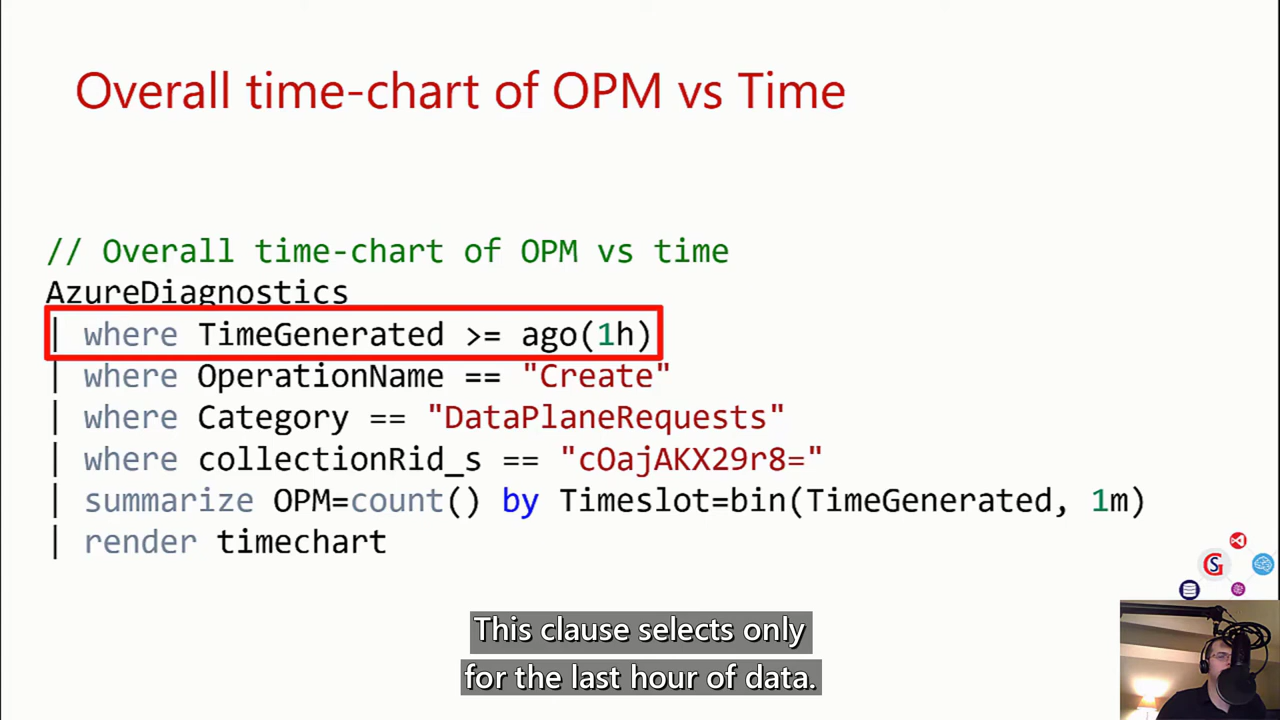 Overall time-chart of OPM vs Time
// Overall time-chart of OPM vs time
AzureDiagnostics
| where TimeGenerated >= ago(1h)
| where OperationName == "Create"
| where Category == "DataPlaneRequests"
| where collectionRid_s == "cOajAKX29r8="
| summarize OPM=count() by Timeslot=bin(TimeGenerated, 1m)
| render timechart
GS
This clause selects only
for the last hour of data.